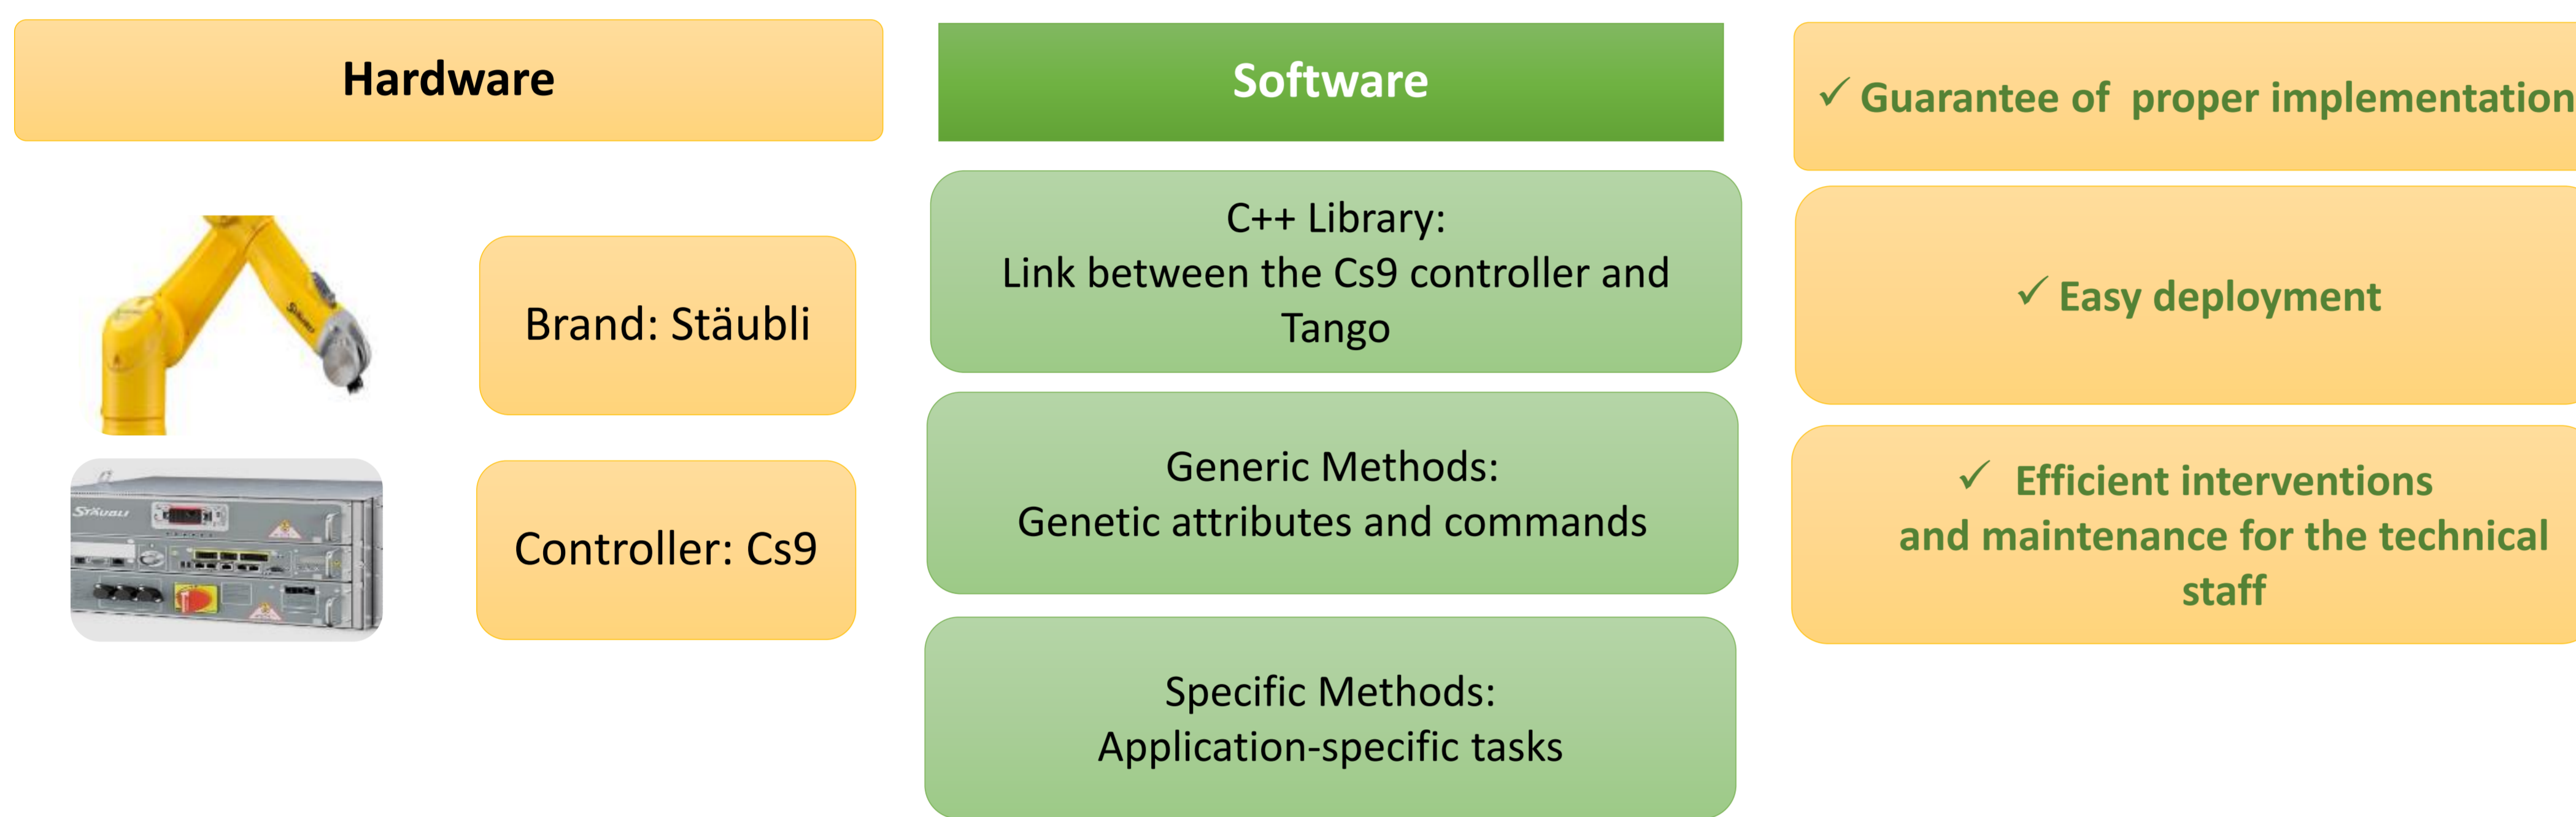 Hardware
STÄUBLI
STÄUBLI
Brand: Stäubli
Controller: Cs9
Software
C++ Library:
Link between the Cs9 controller and
Tango
Generic Methods:
Genetic attributes and commands
Specific Methods:
Application-specific tasks
✓ Guarantee of proper implementation
✓ Easy deployment
✓ Efficient interventions
and maintenance for the technical
staff